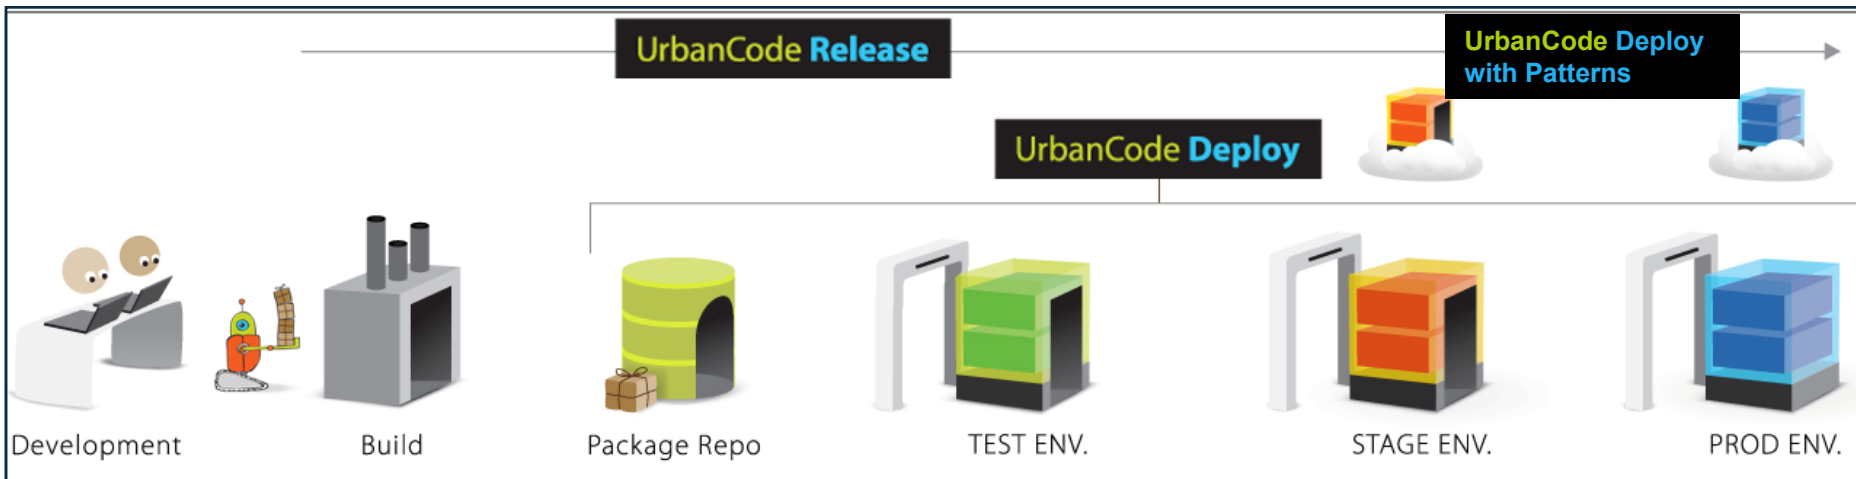 UrbanCode Release
UrbanCode Deploy
with Patterns
UrbanCode Deploy
Development
Build
Package Repo
TEST ENV.
STAGE ENV.
PROD ENV.